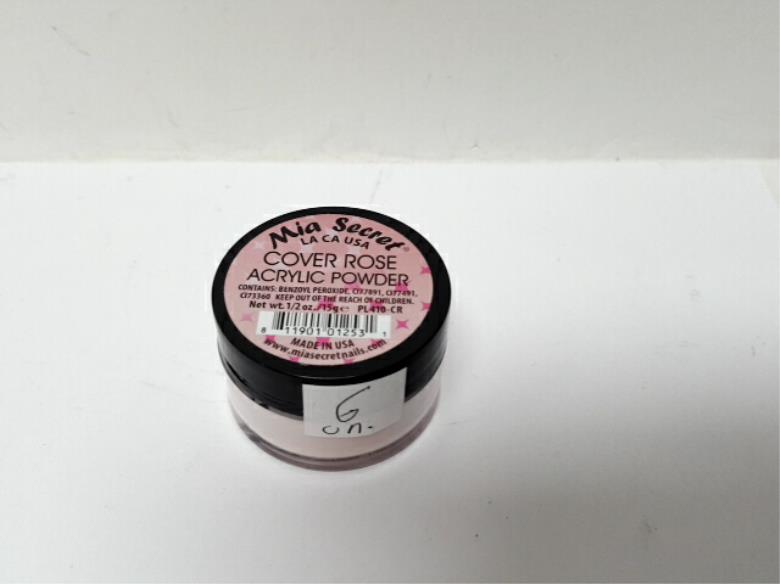 Mia Secret®
LA CA USA
COVER ROSE
ACRYLIC POWDER
CONTAINS: BENZOYL PEROXIDE, CI77891, CI77491,
CI73360 KEEP OUT OF THE REACH OF CHILDREN.
Net wt. 1/2 oz./15g℮ PL410-CR
8 11901 01253 1
MADE IN USA
www.miasecretnails.com
6
un.